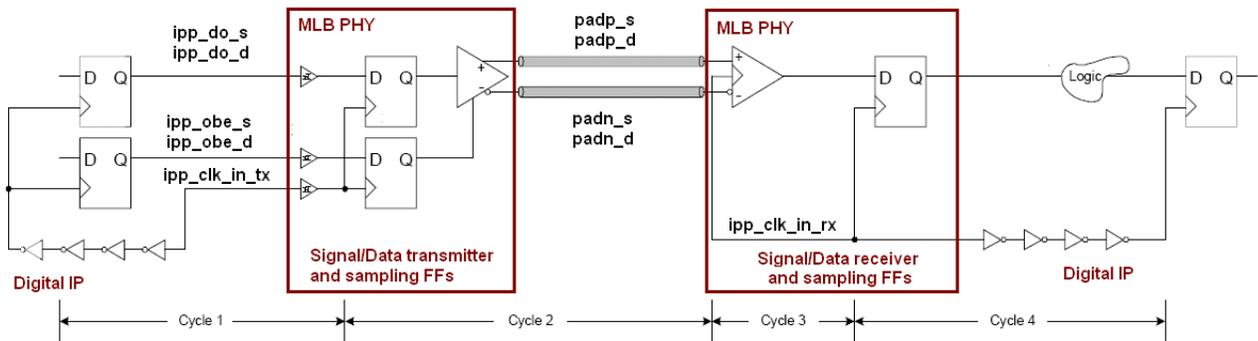 MLB PHY
ipp_do_s
ipp_do_d
D Q
D Q
+
-
padp_s
padp_d
padn_s
padn_d
MLB PHY
+
-
D Q
Logic
D Q
ipp_obe_s
ipp_obe_d
D Q
D Q
ipp_clk_in_tx
ipp_clk_in_rx
Signal/Data transmitter
and sampling FFs
Signal/Data receiver
and sampling FFs
Digital IP
Digital IP
Cycle 1
Cycle 2
Cycle 3
Cycle 4